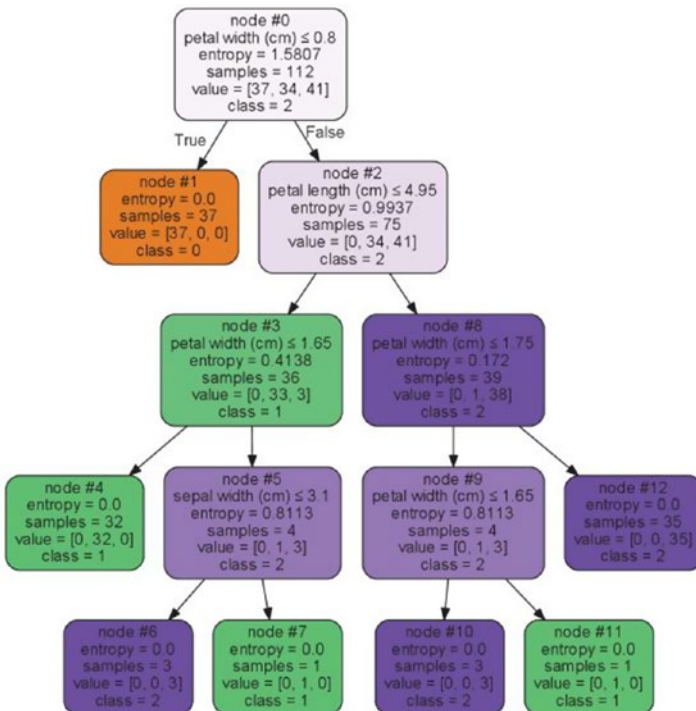 node #0
petal width (cm) ≤ 0.8
entropy = 1.5807
samples = 112
value = [37, 34, 41]
class = 2
True
False
node #1
entropy = 0.0
samples = 37
value = [37, 0, 0]
class = 0
node #2
petal length (cm) ≤ 4.95
entropy = 0.9937
samples = 75
value = [0, 34, 41]
class = 2
node #3
petal width (cm) ≤ 1.65
entropy = 0.4138
samples = 36
value = [0, 33, 3]
class = 1
node #8
petal width (cm) ≤ 1.75
entropy = 0.172
samples = 39
value = [0, 1, 38]
class = 2
node #4
entropy = 0.0
samples = 32
value = [0, 32, 0]
class = 1
node #5
sepal width (cm) ≤ 3.1
entropy = 0.8113
samples = 4
value = [0, 1, 3]
class = 2
node #9
petal width (cm) ≤ 1.65
entropy = 0.8113
samples = 4
value = [0, 1, 3]
class = 2
node #12
entropy = 0.0
samples = 35
value = [0, 0, 35]
class = 2
node #6
entropy = 0.0
samples = 3
value = [0, 0, 3]
class = 2
node #7
entropy = 0.0
samples = 1
value = [0, 1, 0]
class = 1
node #10
entropy = 0.0
samples = 3
value = [0, 0, 3]
class = 2
node #11
entropy = 0.0
samples = 1
value = [0, 1, 0]
class = 1